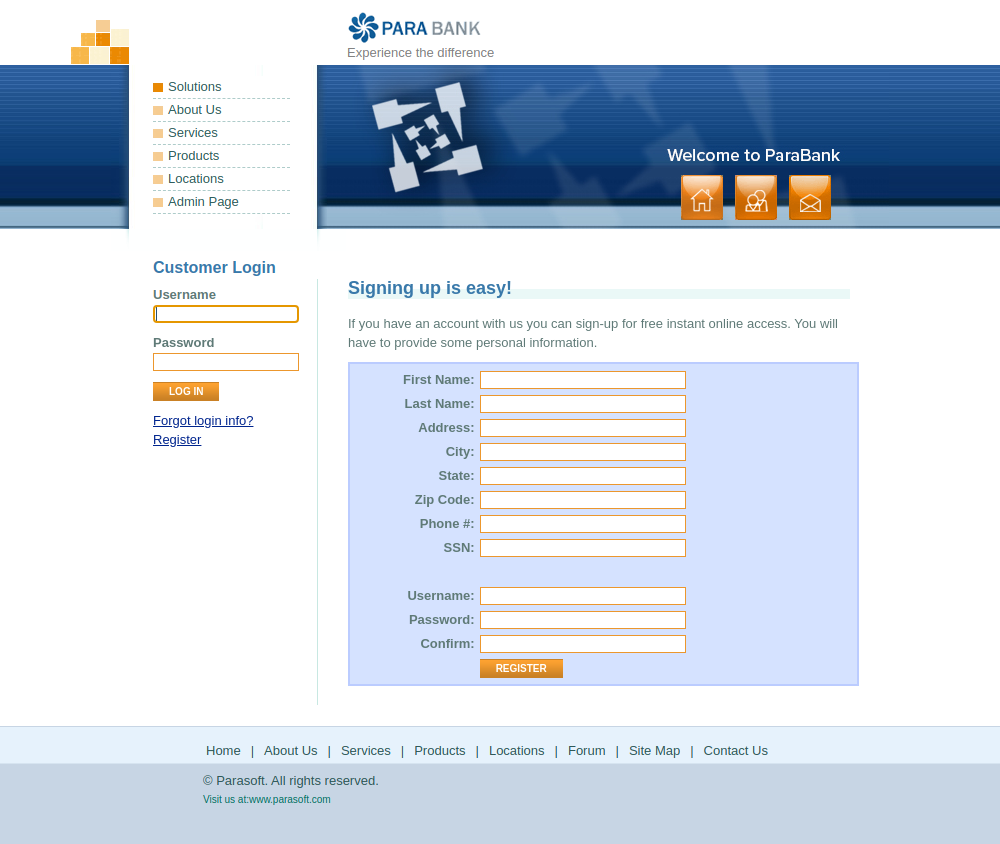 PARA BANK
Experience the difference
Solutions
About Us
Services
Products
Locations
Admin Page
Welcome to ParaBank
Customer Login
Username
Password
LOG IN
Forgot login info?
Register
Signing up is easy!
If you have an account with us you can sign-up for free instant online access. You will
have to provide some personal information.
First Name:
Last Name:
Address:
City:
State:
Zip Code:
Phone #:
SSN:
Username:
Password:
Confirm:
REGISTER
Home | About Us | Services | Products | Locations | Forum | Site Map | Contact Us
© Parasoft. All rights reserved.
Visit us at:www.parasoft.com